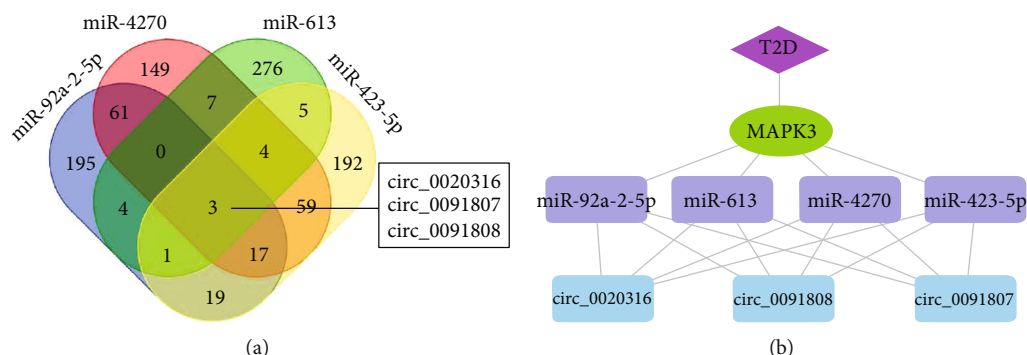 miR-4270
miR-613
miR-92a-2-5p
miR-423-5p
149
276
61
7
5
195
0
4
192
4
3
59
1
17
19
circ_0020316
circ_0091807
circ_0091808
(a)
T2D
MAPK3
miR-92a-2-5p
miR-613
miR-4270
miR-423-5p
circ_0020316
circ_0091808
circ_0091807
(b)